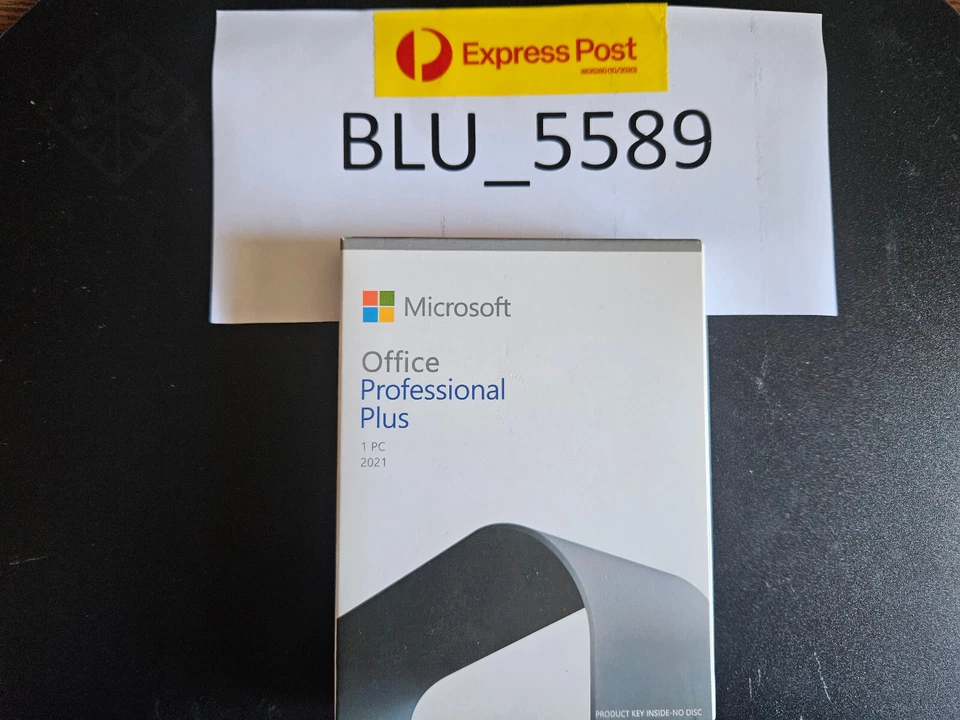 Express Post
BLU_5589
Microsoft
Office
Professional
Plus
1 PC
2021
PRODUCT KEY INSIDE-NO DISC